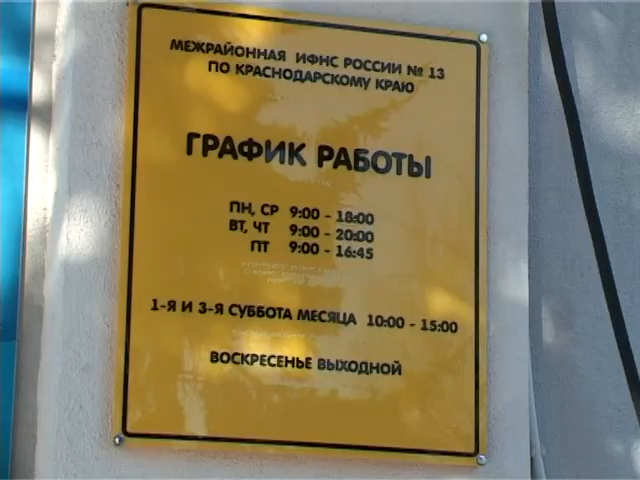 МЕЖРАЙОННАЯ ИФНС РОССИИ № 13
ПО КРАСНОДАРСКОМУ КРАЮ
ГРАФИК РАБОТЫ
ПН, СР 9:00 - 18:00
ВТ, ЧТ 9:00 - 20:00
ПТ 9:00 - 16:45
1-Я И 3-Я СУББОТА МЕСЯЦА 10:00 - 15:00
ВОСКРЕСЕНЬЕ ВЫХОДНОЙ